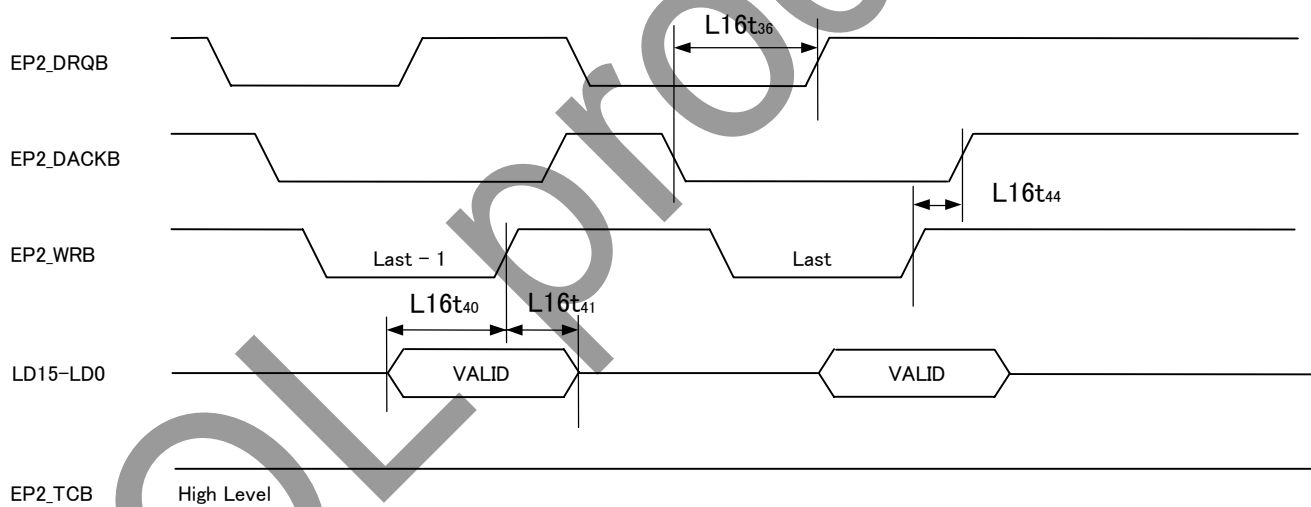 L16t36
EP2_DRQB
EP2_DACKB
L16t44
EP2_WRB
Last - 1
Last
L16t40
L16t41
LD15-LD0
VALID
VALID
EP2_TCB
High Level